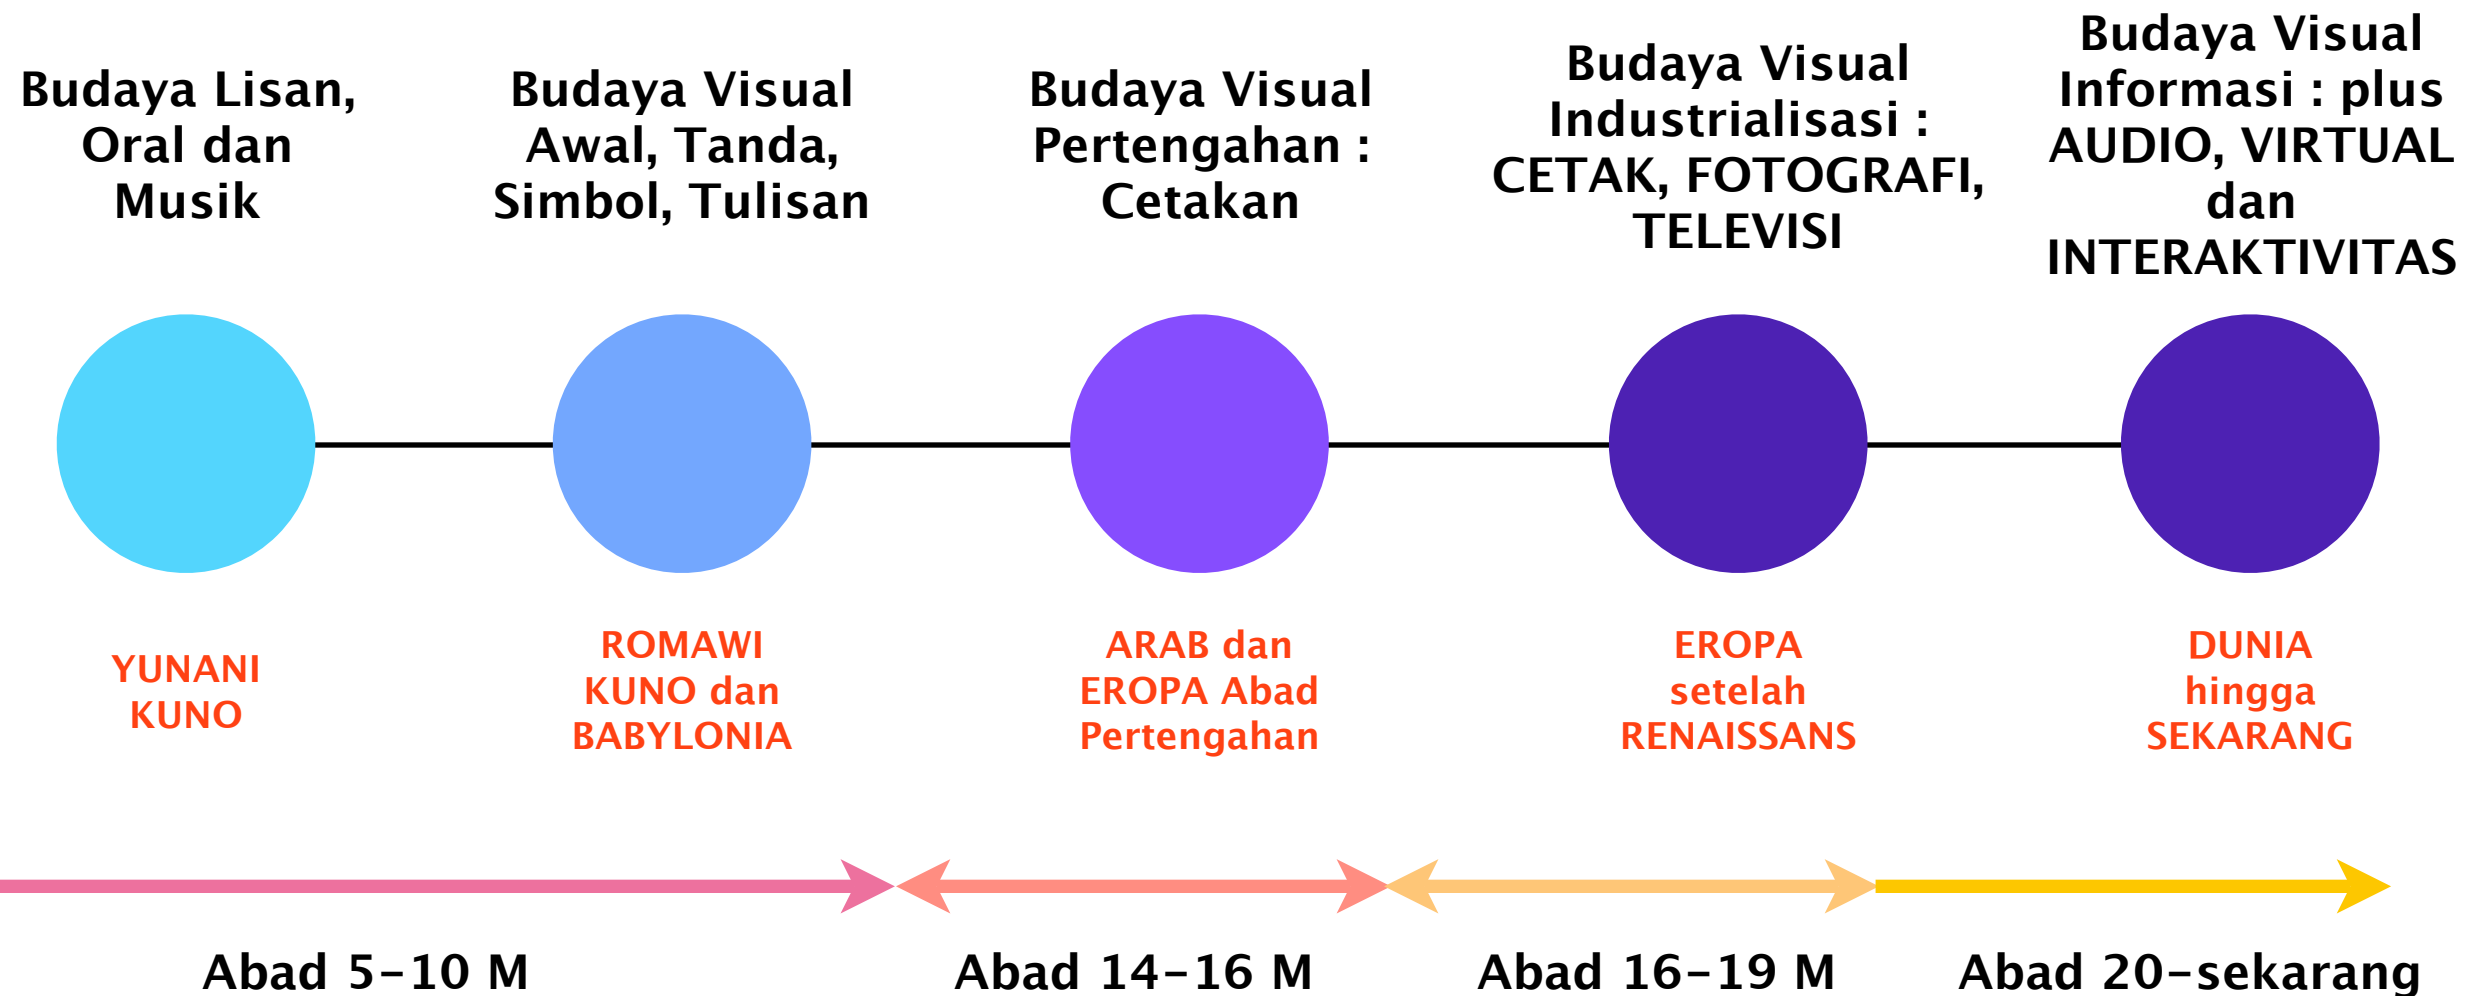 Budaya Lisan,
Oral dan
Musik
Budaya Visual
Awal, Tanda,
Simbol, Tulisan
Budaya Visual
Pertengahan :
Cetakan
Budaya Visual
Industrialisasi :
CETAK, FOTOGRAFI,
TELEVISI
Budaya Visual
Informasi : plus
AUDIO, VIRTUAL
dan
INTERAKTIVITAS
YUNANI
KUNO
ROMAWI
KUNO dan
BABYLONIA
ARAB dan
EROPA Abad
Pertengahan
EROPA
setelah
RENAISSANS
DUNIA
hingga
SEKARANG
Abad 5–10 M
Abad 14–16 M
Abad 16–19 M
Abad 20–sekarang